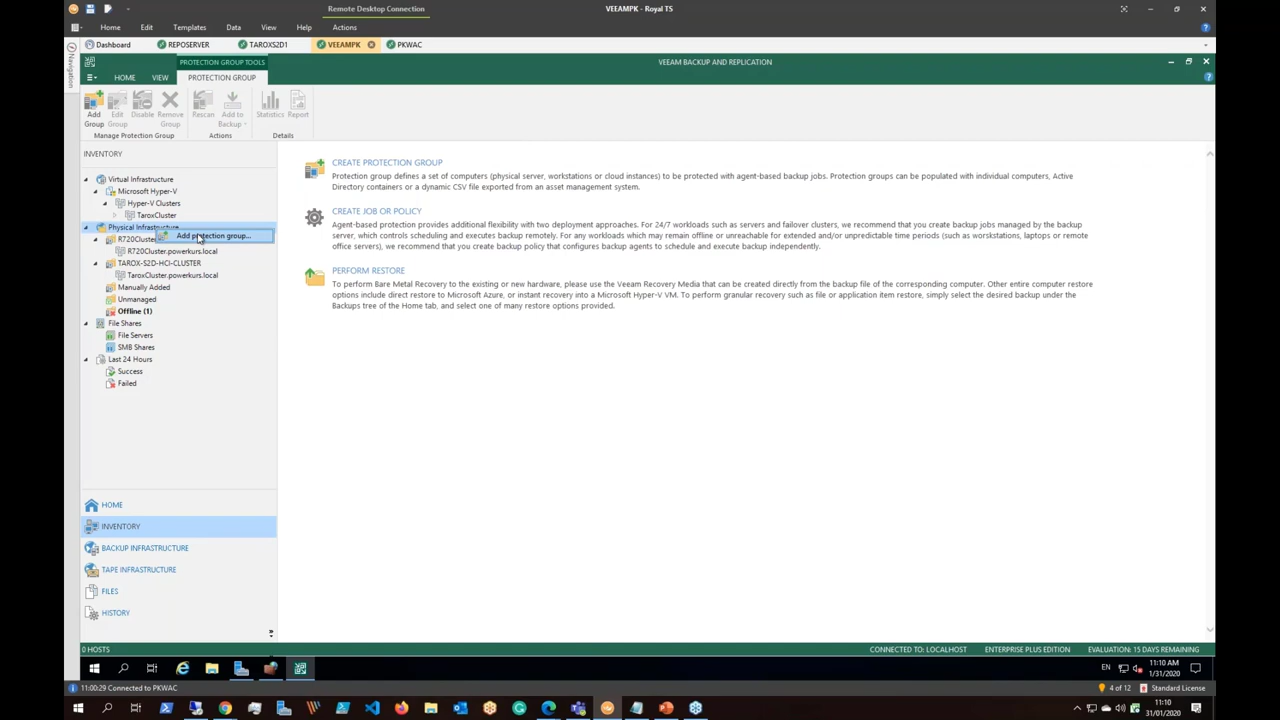 Remote Desktop Connection
VEEAMPK - Royal TS
Home Edit Templates Data View Help Actions
Navigation
Dashboard REPOSERVER TAROXS2D1 VEEAMPK PKWAC
PROTECTION GROUP TOOLS
VEEAM BACKUP AND REPLICATION
HOME VIEW PROTECTION GROUP
Add Group
Edit Group
Disable
Remove Group
Rescan
Add to Backup
Statistics
Report
Manage Protection Group
Actions
Details
INVENTORY
Virtual Infrastructure
Microsoft Hyper-V
Hyper-V Clusters
TaroxCluster
Physical Infrastructure
Add protection group...
R720Cluster
R720Cluster.powerkurs.local
TAROX-S2D-HCI-CLUSTER
TaroxCluster.powerkurs.local
Manually Added
Unmanaged
Offline (1)
File Shares
File Servers
SMB Shares
Last 24 Hours
Success
Failed
CREATE PROTECTION GROUP
Protection group defines a set of computers (physical server, workstations or cloud instances) to be protected with agent-based backup jobs. Protection groups can be populated with individual computers, Active
Directory containers or a dynamic CSV file exported from an asset management system.
CREATE JOB OR POLICY
Agent-based protection provides additional flexibility with two deployment approaches. For 24/7 workloads such as servers and failover clusters, we recommend that you create backup jobs managed by the backup
server, which controls scheduling and executes backup remotely. For any workloads which may remain offline or unreachable for extended and/or unpredictable time periods (such as workstations, laptops or remote
office servers), we recommend that you create backup policy that configures backup agents to schedule and execute backup independently.
PERFORM RESTORE
To perform Bare Metal Recovery to the existing or new hardware, please use the Veeam Recovery Media that can be created directly from the backup file of the corresponding computer. Other entire computer restore
options include direct restore to Microsoft Azure, or instant recovery into a Microsoft Hyper-V VM. To perform granular recovery such as file or application item restore, simply select the desired backup under the
Backups tree of the Home tab, and select one of many restore options provided.
HOME
INVENTORY
BACKUP INFRASTRUCTURE
TAPE INFRASTRUCTURE
FILES
HISTORY
0 HOSTS
CONNECTED TO: LOCALHOST
ENTERPRISE PLUS EDITION
EVALUATION: 15 DAYS REMAINING
EN
11:10 AM
1/31/2020
11:00:29 Connected to PKWAC
4 of 12
Standard License
11:10
31/01/2020